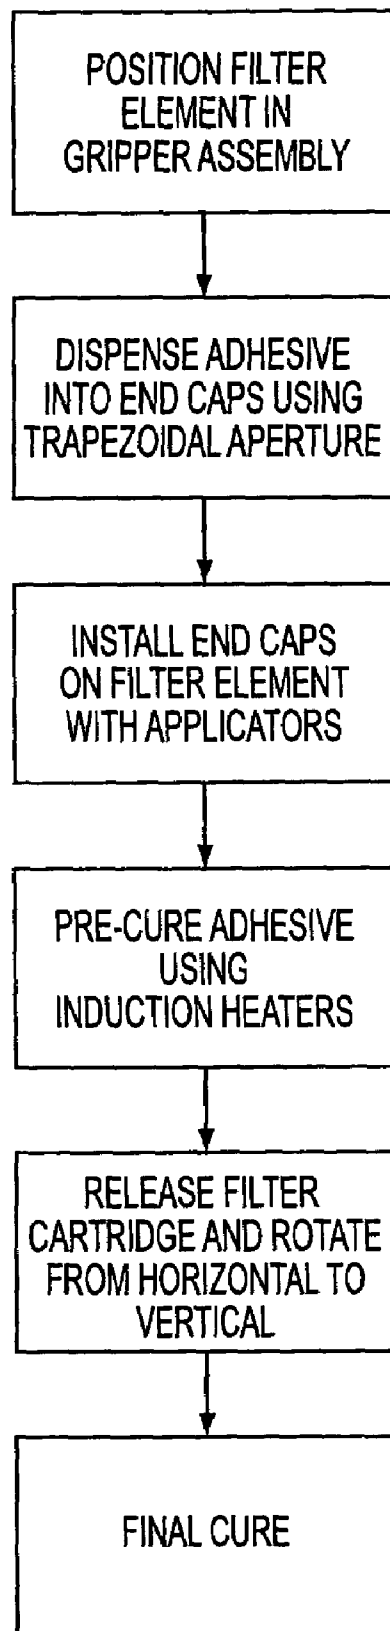 POSITION FILTER
ELEMENT IN
GRIPPER ASSEMBLY
DISPENSE ADHESIVE
INTO END CAPS USING
TRAPEZOIDAL APERTURE
INSTALL END CAPS
ON FILTER ELEMENT
WITH APPLICATORS
PRE-CURE ADHESIVE
USING
INDUCTION HEATERS
RELEASE FILTER
CARTRIDGE AND ROTATE
FROM HORIZONTAL TO
VERTICAL
FINAL CURE